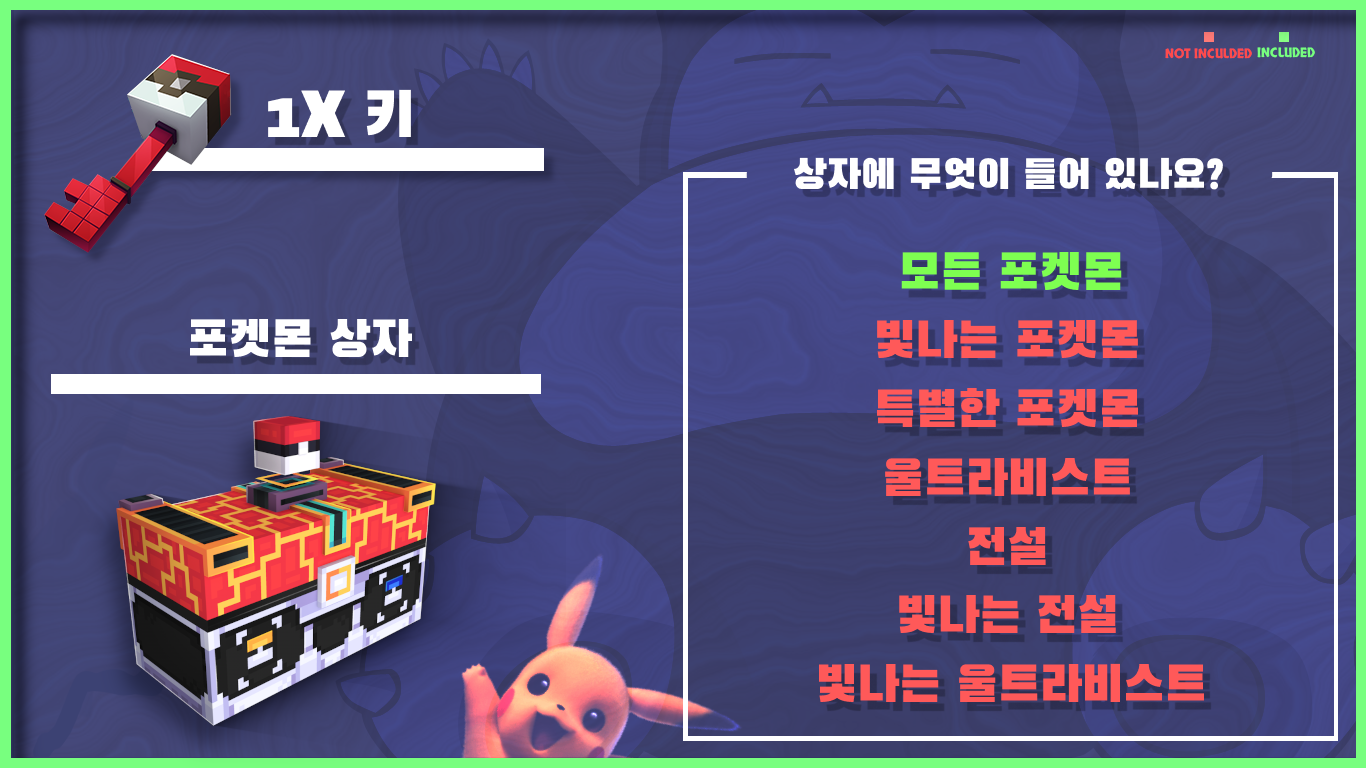 NOT INCULDED INCLUDED
1X 키
포켓몬 상자
상자에 무엇이 들어 있나요?
모든 포켓몬
빛나는 포켓몬
특별한 포켓몬
울트라비스트
전설
빛나는 전설
빛나는 울트라비스트